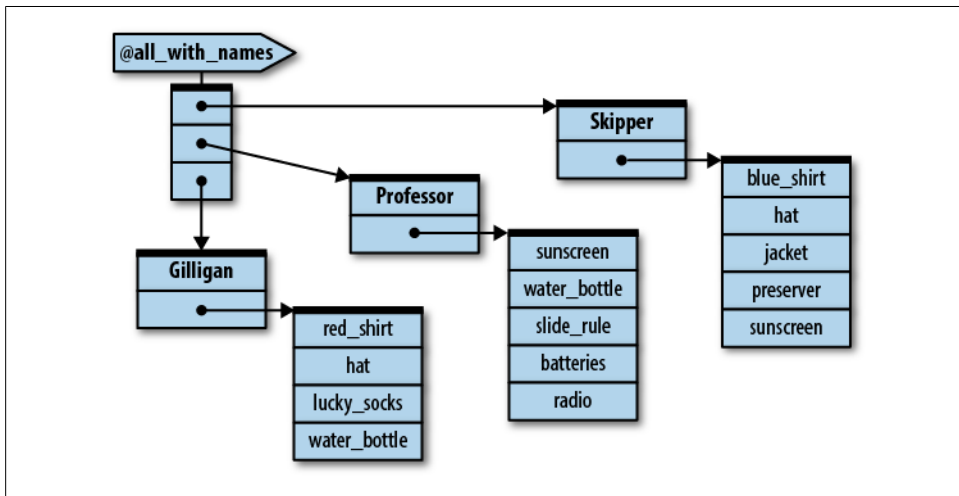 @all_with_names
Skipper
blue_shirt
hat
jacket
preserver
sunscreen
Professor
sunscreen
water_bottle
slide_rule
batteries
radio
Gilligan
red_shirt
hat
lucky_socks
water_bottle